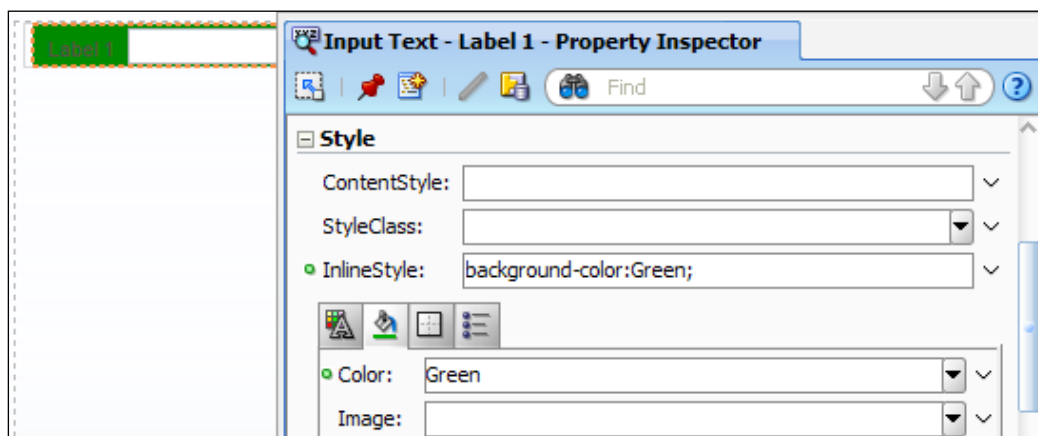 Label 1
Input Text - Label 1 - Property Inspector
Find
Style
ContentStyle:
StyleClass:
InlineStyle: background-color:Green;
Color: Green
Image: